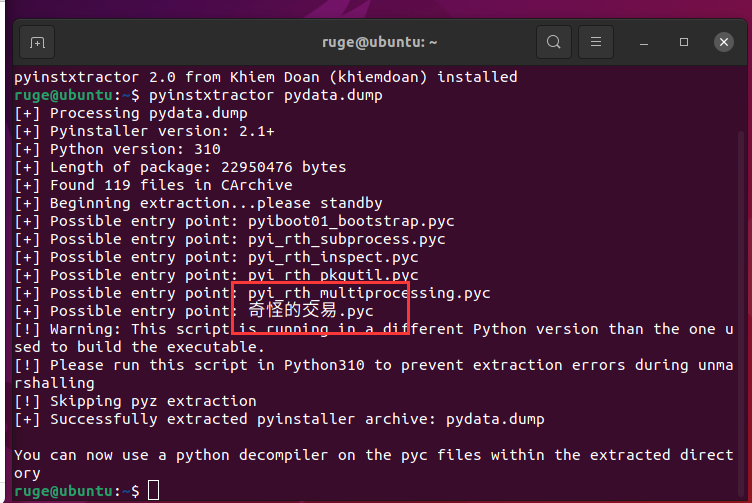 ruge@ubuntu: ~
pyinstxtractor 2.0 from Khiem Doan (khiemdoan) installed
ruge@ubuntu:~$ pyinstxtractor pydata.dump
[+] Processing pydata.dump
[+] Pyinstaller version: 2.1+
[+] Python version: 310
[+] Length of package: 22950476 bytes
[+] Found 119 files in CArchive
[+] Beginning extraction...please standby
[+] Possible entry point: pyiboot01_bootstrap.pyc
[+] Possible entry point: pyi_rth_subprocess.pyc
[+] Possible entry point: pyi_rth_inspect.pyc
[+] Possible entry point: pyi_rth_pkgutil.pyc
[+] Possible entry point: pyi_rth_multiprocessing.pyc
[+] Possible entry point: 奇怪的交易.pyc
[!] Warning: This script is running in a different Python version than the one u
sed to build the executable.
[!] Please run this script in Python310 to prevent extraction errors during unma
rshalling
[!] Skipping pyz extraction
[+] Successfully extracted pyinstaller archive: pydata.dump
You can now use a python decompiler on the pyc files within the extracted direct
ory
ruge@ubuntu:~$